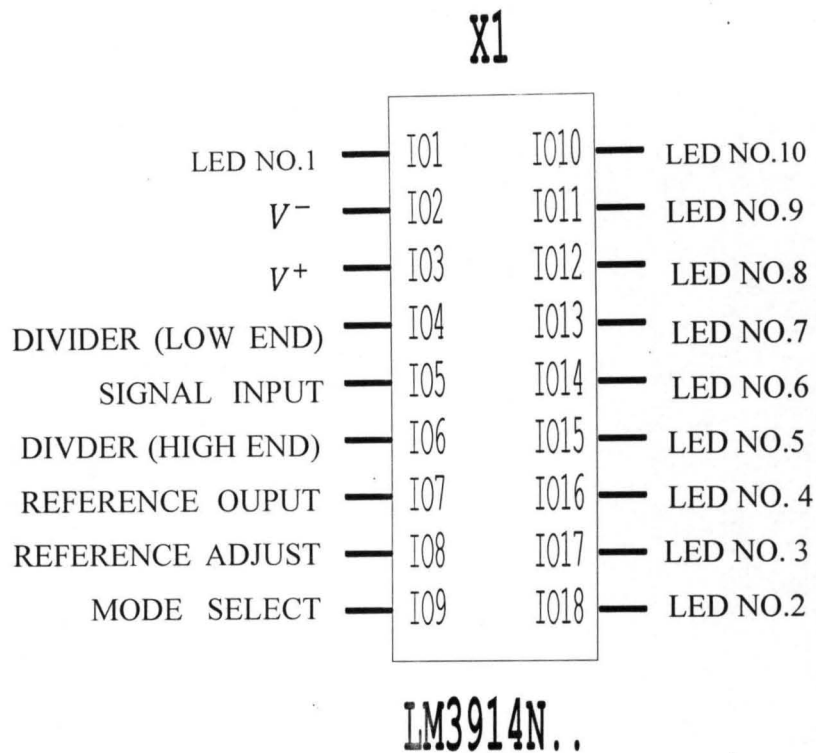 X1
LED NO.1 IO1 IO10 LED NO.10
V− IO2 IO11 LED NO.9
V+ IO3 IO12 LED NO.8
DIVIDER (LOW END) IO4 IO13 LED NO.7
SIGNAL INPUT IO5 IO14 LED NO.6
DIVDER (HIGH END) IO6 IO15 LED NO.5
REFERENCE OUPUT IO7 IO16 LED NO. 4
REFERENCE ADJUST IO8 IO17 LED NO. 3
MODE SELECT IO9 IO18 LED NO.2
LM3914N..